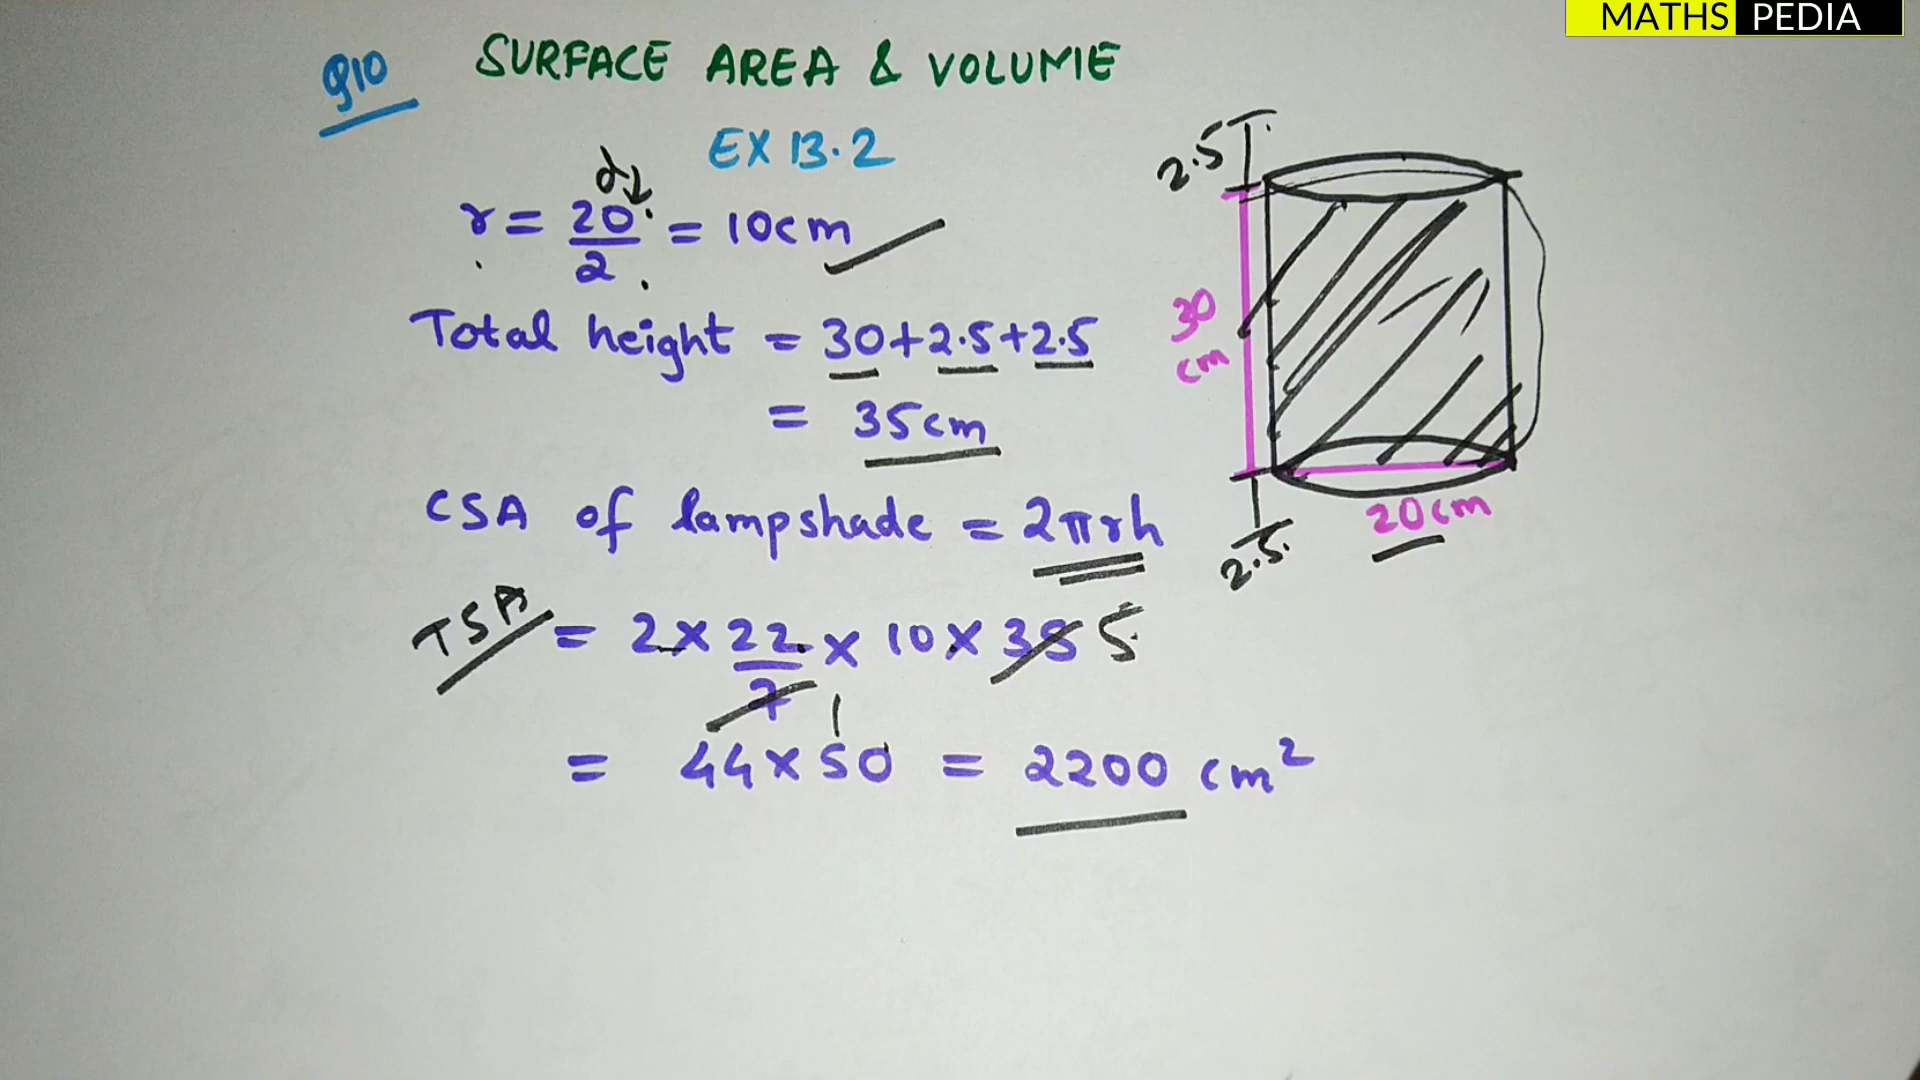 MATHS PEDIA
Q10 SURFACE AREA & VOLUME
EX 13.2
d
r = 20/2 = 10cm
Total height = 30+2.5+2.5
= 35cm
CSA of lampshade = 2πrh
TSA = 2 x 22/7 x 10 x 35 5
1
= 44 x 50 = 2200 cm²
2.5
30
cm
20cm
2.5